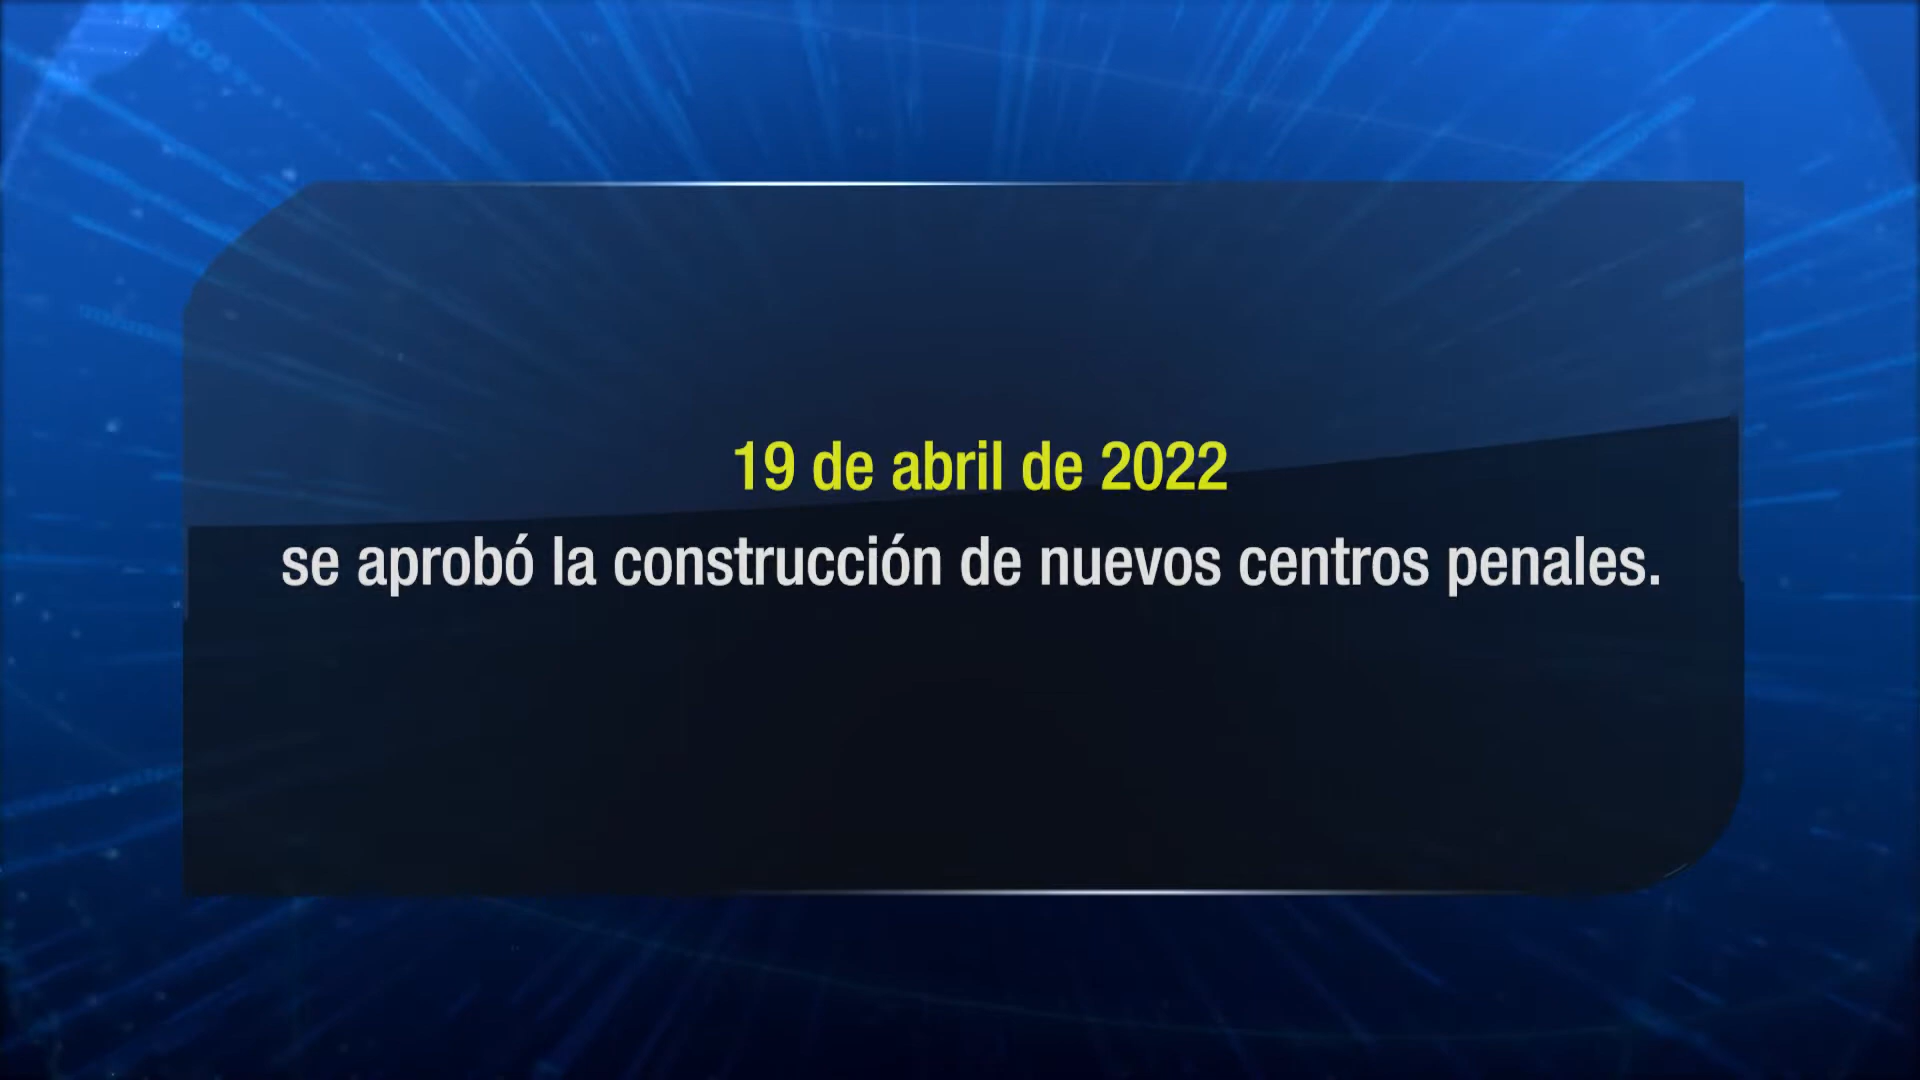 19 de abril de 2022
se aprobó la construcción de nuevos centros penales.